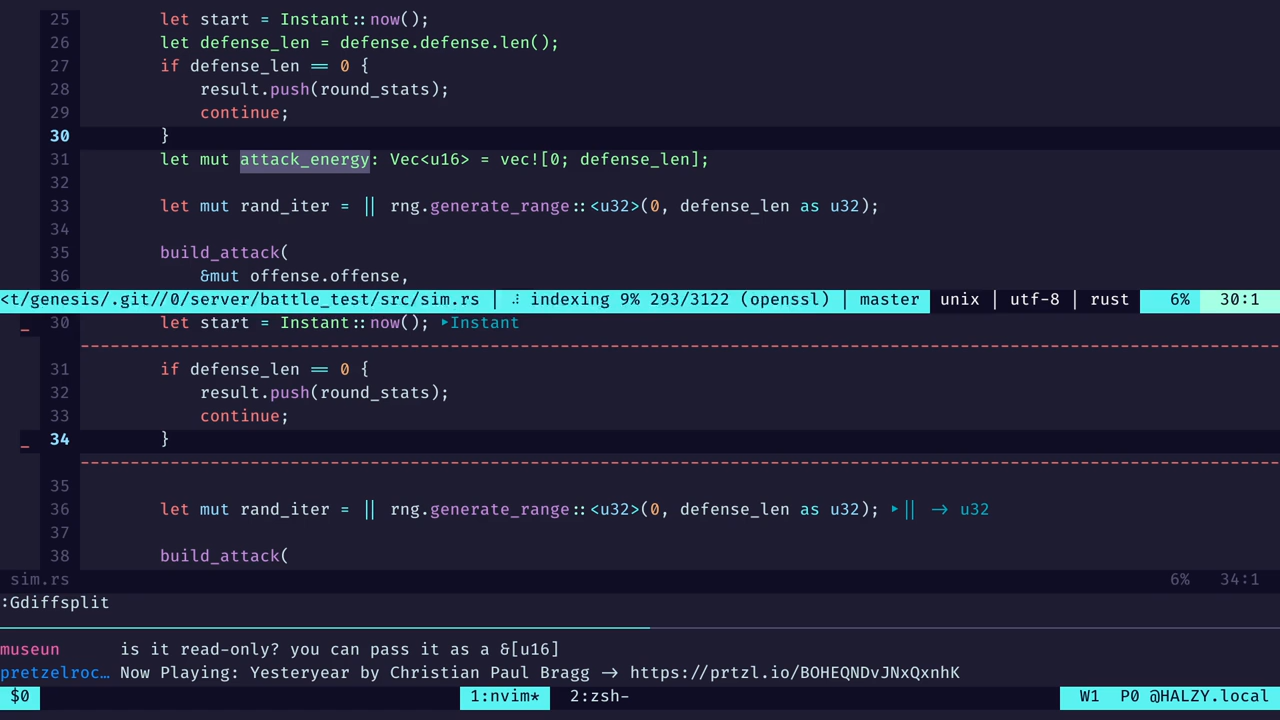 25 let start = Instant::now();
26 let defense_len = defense.defense.len();
27 if defense_len == 0 {
28 result.push(round_stats);
29 continue;
30 }
31 let mut attack_energy: Vec<u16> = vec![0; defense_len];
32
33 let mut rand_iter = || rng.generate_range::<u32>(0, defense_len as u32);
34
35 build_attack(
36 &mut offense.offense,
<t/genesis/.git//0/server/battle_test/src/sim.rs | ⠼ indexing 9% 293/3122 (openssl) | master unix | utf-8 | rust 6% 30:1
_ 30 let start = Instant::now(); ▸Instant
31 if defense_len == 0 {
32 result.push(round_stats);
33 continue;
_ 34 }
35
36 let mut rand_iter = || rng.generate_range::<u32>(0, defense_len as u32); ▸|| -> u32
37
38 build_attack(
sim.rs 6% 34:1
:Gdiffsplit
museun is it read-only? you can pass it as a &[u16]
pretzelroc… Now Playing: Yesteryear by Christian Paul Bragg -> https://prtzl.io/BOHEQNDvJNxQxnhK
$0 1:nvim* 2:zsh- W1 P0 @HALZY.local